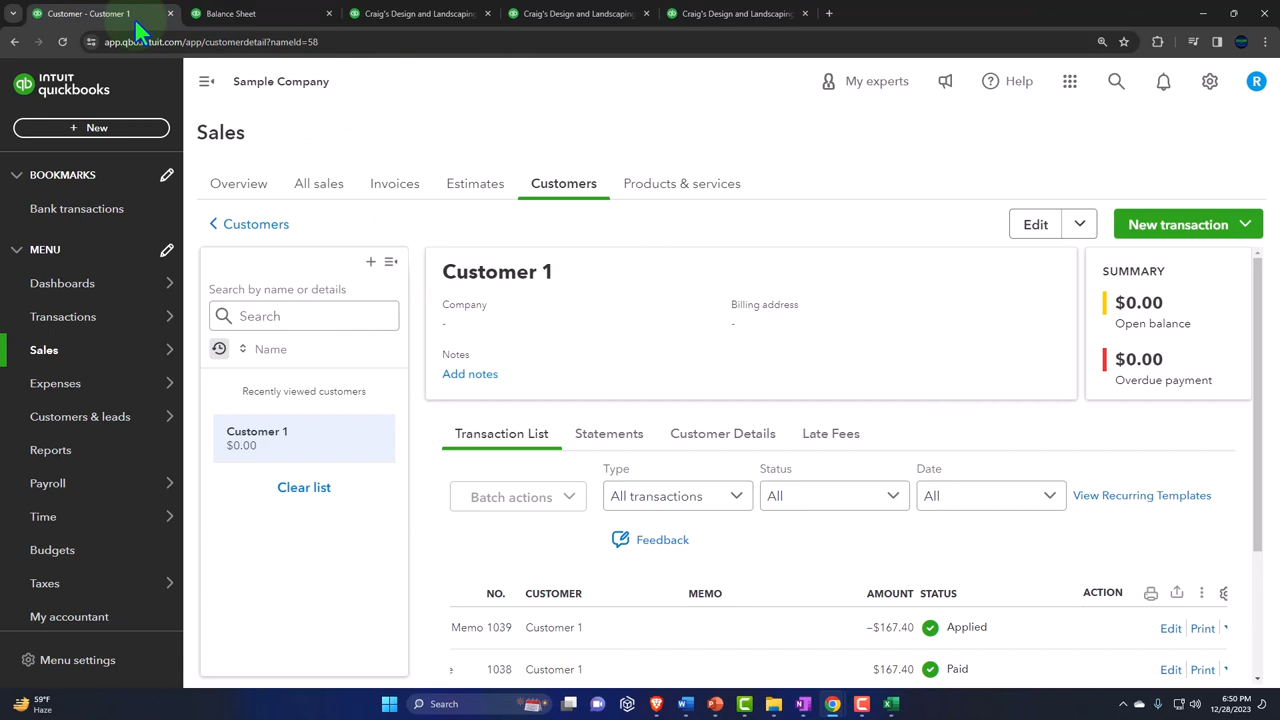 Customer - Customer 1
Balance Sheet
Craig's Design and Landscaping
Craig's Design and Landscaping
Craig's Design and Landscaping
app.qbo.intuit.com/app/customerdetail?nameId=58
INTUIT
quickbooks
Sample Company
My experts
Help
R
+ New
Sales
BOOKMARKS
Bank transactions
Overview
All sales
Invoices
Estimates
Customers
Products & services
MENU
Dashboards
Transactions
Sales
Expenses
Customers & leads
Reports
Payroll
Time
Budgets
Taxes
My accountant
Menu settings
Customers
Edit
New transaction
Search by name or details
Search
Name
Recently viewed customers
Customer 1
$0.00
Clear list
Customer 1
Company
-
Billing address
-
Notes
Add notes
SUMMARY
$0.00
Open balance
$0.00
Overdue payment
Transaction List
Statements
Customer Details
Late Fees
Type
Status
Date
Batch actions
All transactions
All
All
View Recurring Templates
Feedback
NO. CUSTOMER MEMO AMOUNT STATUS ACTION
Memo 1039 Customer 1 −$167.40 Applied Edit Print
e 1038 Customer 1 $167.40 Paid Edit Print
59°F
Haze
Search
6:50 PM
12/28/2023